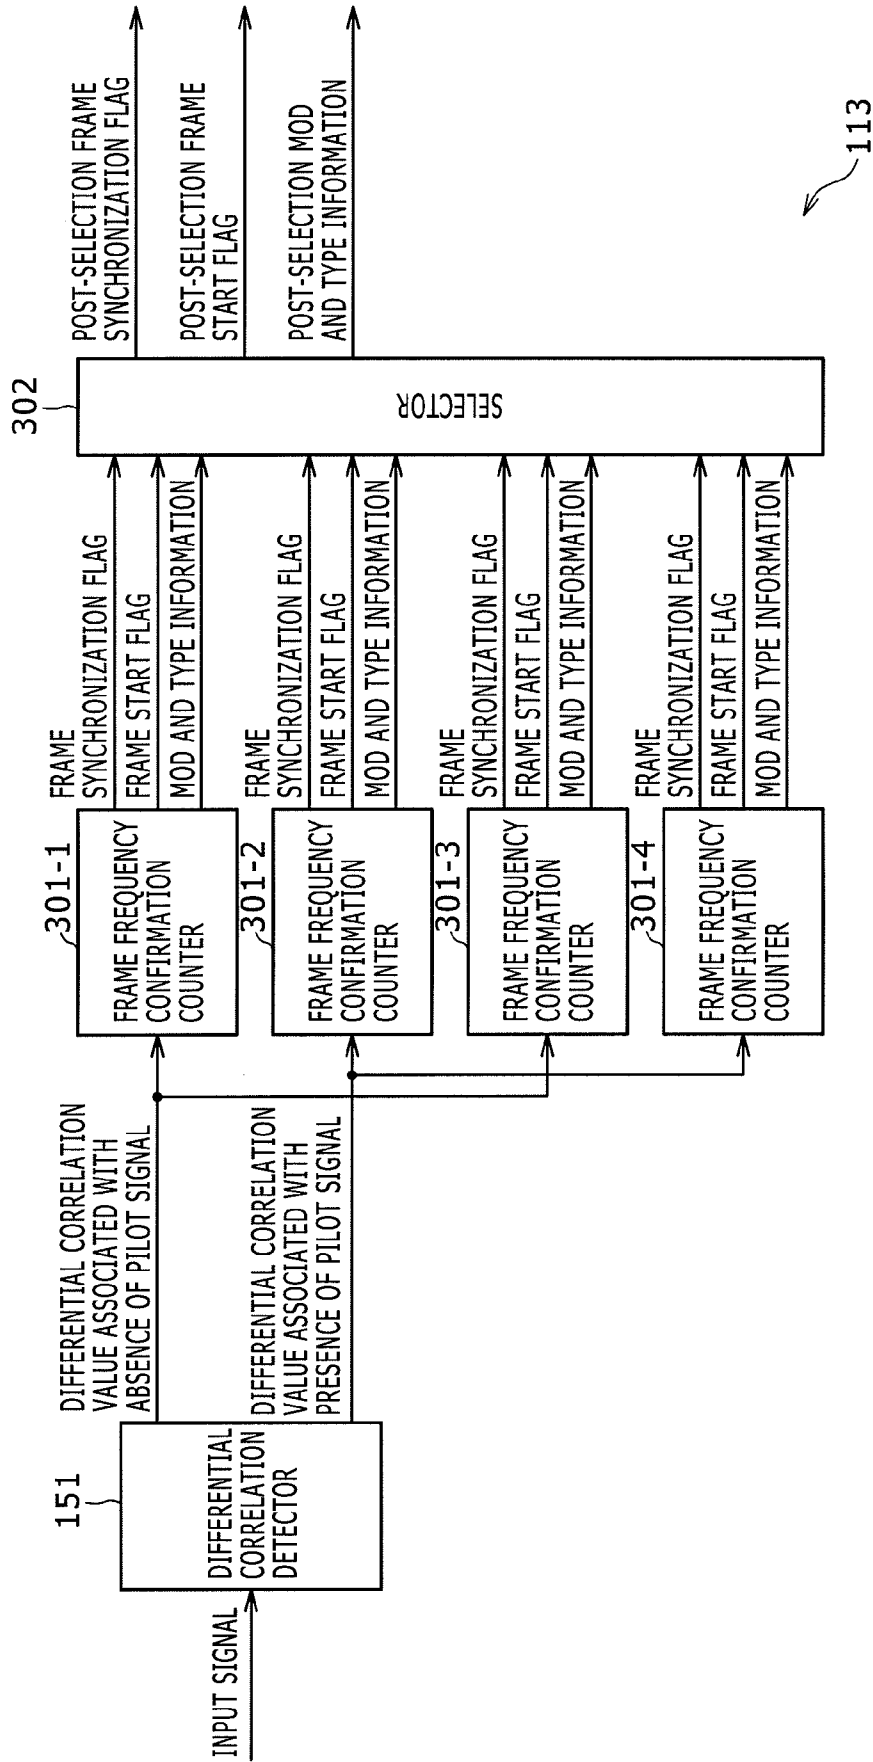 INPUT SIGNAL
151
DIFFERENTIAL
CORRELATION
DETECTOR
DIFFERENTIAL CORRELATION
VALUE ASSOCIATED WITH
ABSENCE OF PILOT SIGNAL
DIFFERENTIAL CORRELATION
VALUE ASSOCIATED WITH
PRESENCE OF PILOT SIGNAL
301-1
FRAME FREQUENCY
CONFIRMATION
COUNTER
FRAME
SYNCHRONIZATION FLAG
FRAME START FLAG
MOD AND TYPE INFORMATION
301-2
FRAME FREQUENCY
CONFIRMATION
COUNTER
FRAME
SYNCHRONIZATION FLAG
FRAME START FLAG
MOD AND TYPE INFORMATION
301-3
FRAME FREQUENCY
CONFIRMATION
COUNTER
FRAME
SYNCHRONIZATION FLAG
FRAME START FLAG
MOD AND TYPE INFORMATION
301-4
FRAME FREQUENCY
CONFIRMATION
COUNTER
FRAME
SYNCHRONIZATION FLAG
FRAME START FLAG
MOD AND TYPE INFORMATION
302
SELECTOR
POST-SELECTION FRAME
SYNCHRONIZATION FLAG
POST-SELECTION FRAME
START FLAG
POST-SELECTION MOD
AND TYPE INFORMATION
113